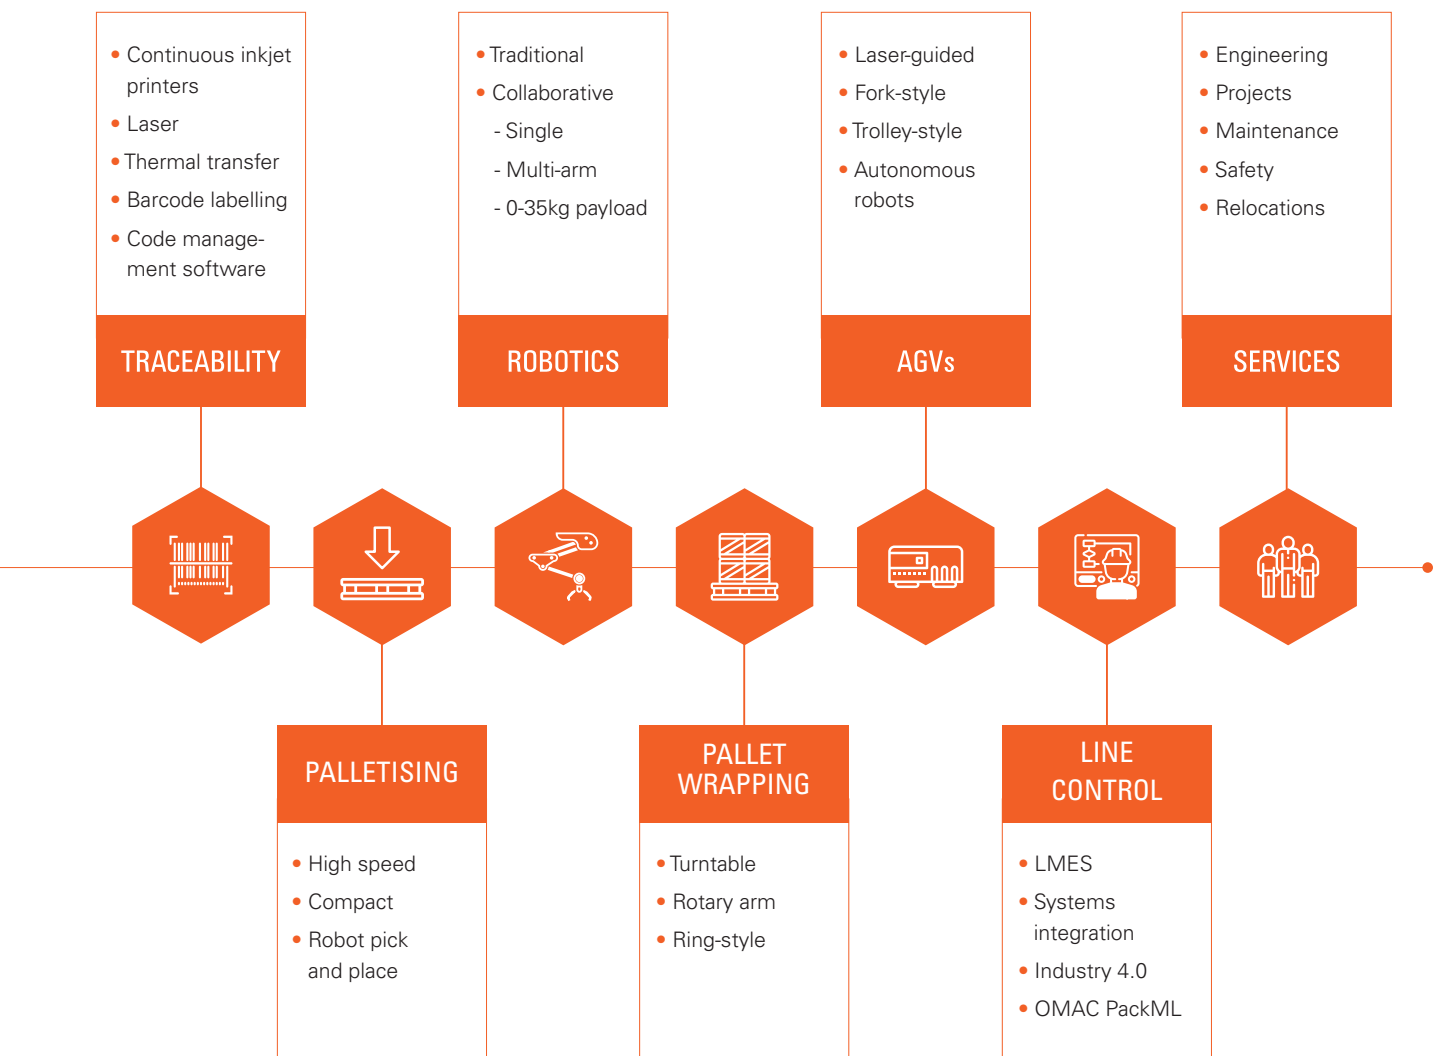 • Continuous inkjet
printers
• Laser
• Thermal transfer
• Barcode labelling
• Code manage-
ment software
TRACEABILITY
• Traditional
• Collaborative
- Single
- Multi-arm
- 0-35kg payload
ROBOTICS
• Laser-guided
• Fork-style
• Trolley-style
• Autonomous
robots
AGVs
• Engineering
• Projects
• Maintenance
• Safety
• Relocations
SERVICES
PALLETISING
• High speed
• Compact
• Robot pick
and place
PALLET
WRAPPING
• Turntable
• Rotary arm
• Ring-style
LINE
CONTROL
• LMES
• Systems
integration
• Industry 4.0
• OMAC PackML